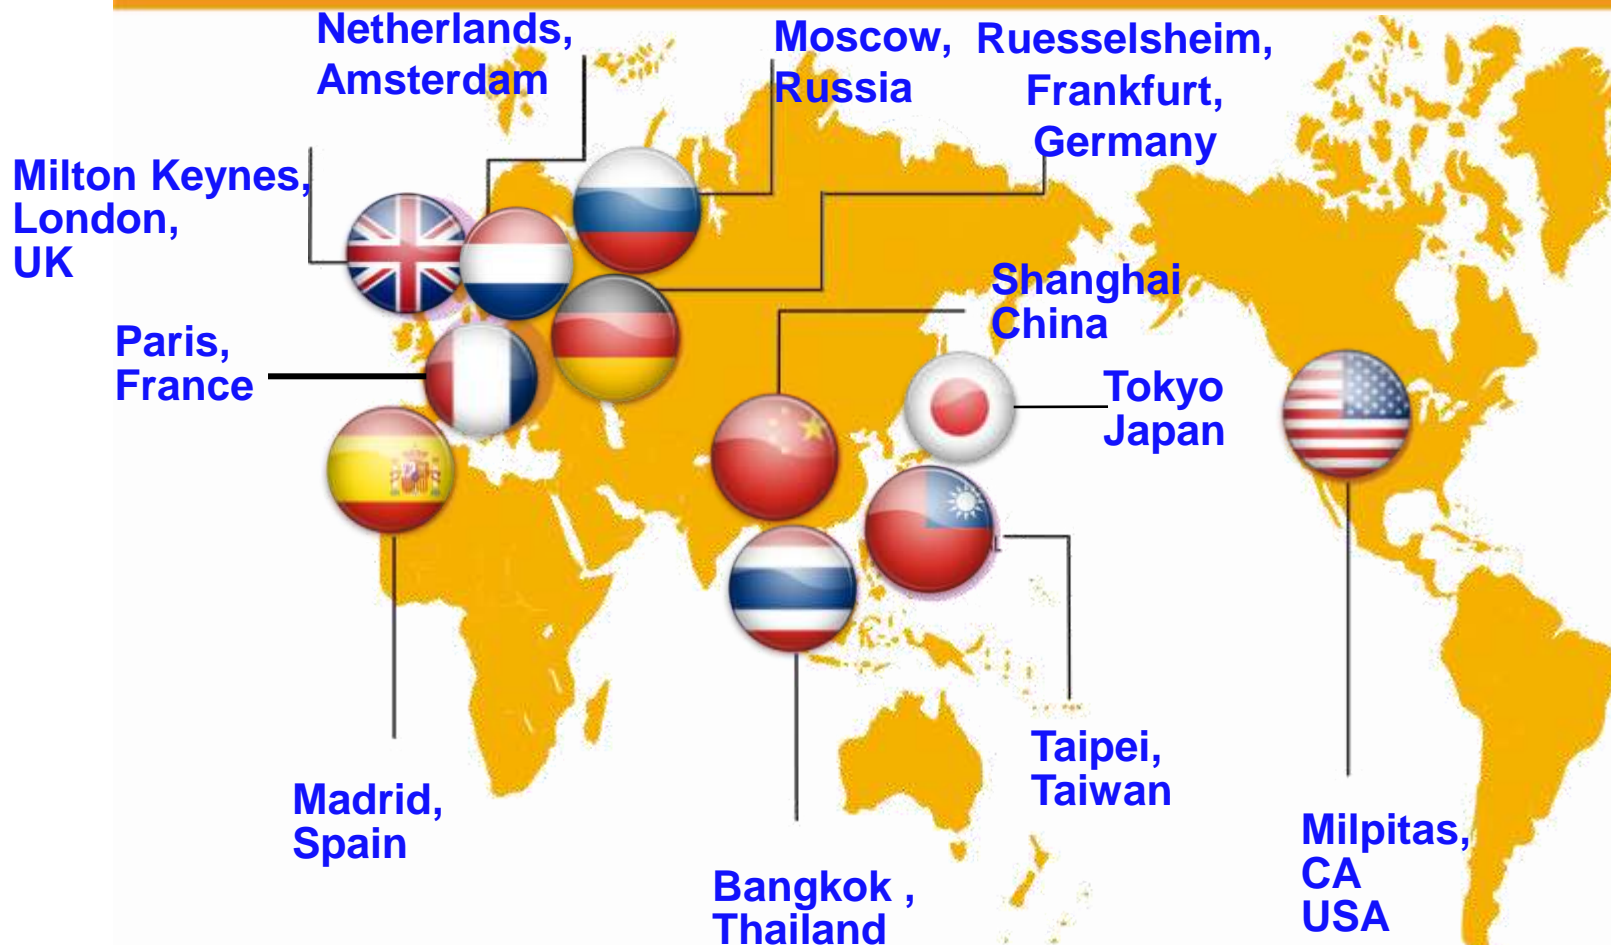 Netherlands,
Amsterdam
Moscow,
Russia
Ruesselsheim,
Frankfurt,
Germany
Milton Keynes,
London,
UK
Shanghai
China
Paris,
France
Tokyo
Japan
Taipei,
Taiwan
Madrid,
Spain
Milpitas,
CA
USA
Bangkok ,
Thailand